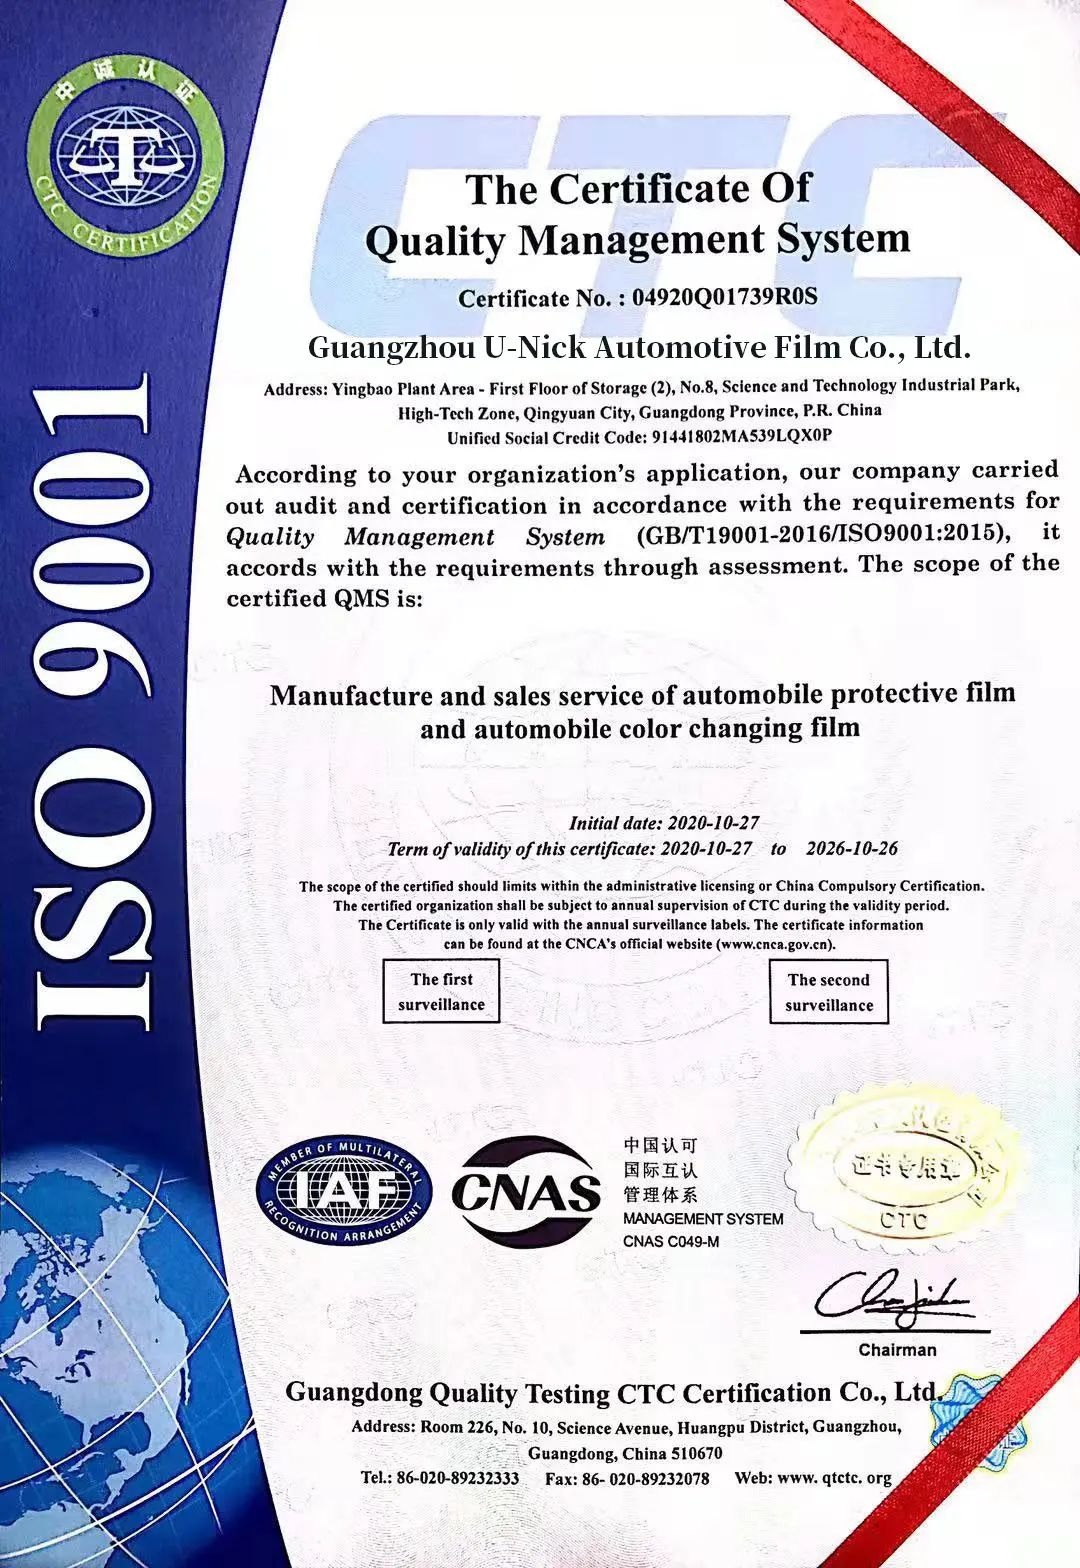 中诚认证
CTC CERTIFICATION
ISO 9001
CTC
The Certificate Of
Quality Management System
Certificate No. : 04920Q01739R0S
Guangzhou U-Nick Automotive Film Co., Ltd.
Address: Yingbao Plant Area - First Floor of Storage (2), No.8, Science and Technology Industrial Park,
High-Tech Zone, Qingyuan City, Guangdong Province, P.R. China
Unified Social Credit Code: 91441802MA539LQX0P
According to your organization's application, our company carried
out audit and certification in accordance with the requirements for
Quality Management System (GB/T19001-2016/ISO9001:2015), it
accords with the requirements through assessment. The scope of the
certified QMS is:
Manufacture and sales service of automobile protective film
and automobile color changing film
Initial date: 2020-10-27
Term of validity of this certificate: 2020-10-27 to 2026-10-26
The scope of the certified should limits within the administrative licensing or China Compulsory Certification.
The certified organization shall be subject to annual supervision of CTC during the validity period.
The Certificate is only valid with the annual surveillance labels. The certificate information
can be found at the CNCA's official website (www.cnca.gov.cn).
The first
surveillance
The second
surveillance
MEMBER OF MULTILATERAL
IAF
RECOGNITION ARRANGEMENT
CNAS
中国认可
国际互认
管理体系
MANAGEMENT SYSTEM
CNAS C049-M
证书专用章
CTC
Chairman
Guangdong Quality Testing CTC Certification Co., Ltd.
Address: Room 226, No. 10, Science Avenue, Huangpu District, Guangzhou,
Guangdong, China 510670
Tel.: 86-020-89232333 Fax: 86- 020-89232078 Web: www. qtctc. org